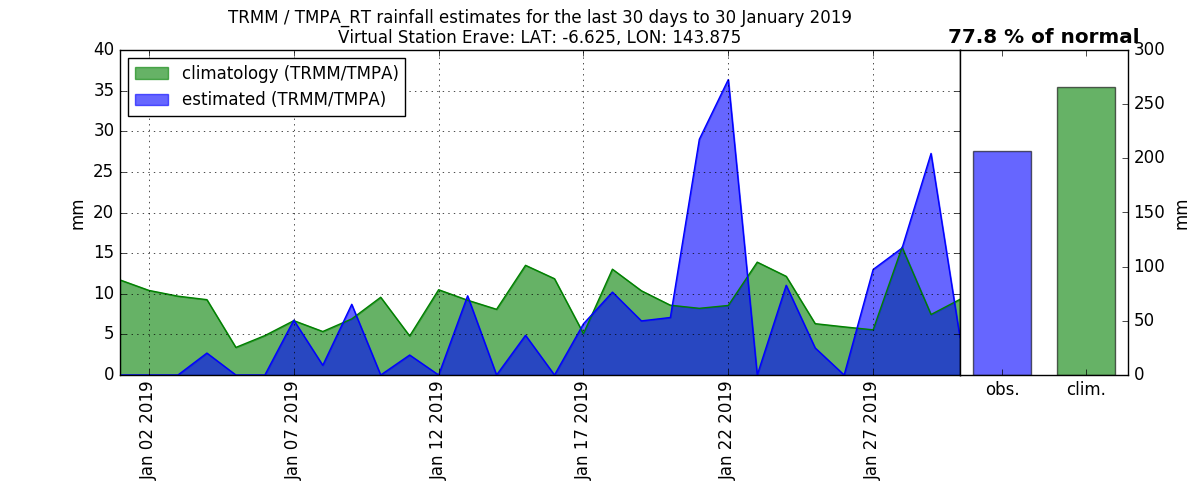 TRMM / TMPA_RT rainfall estimates for the last 30 days to 30 January 2019
Virtual Station Erave: LAT: -6.625, LON: 143.875
77.8 % of normal
climatology (TRMM/TMPA)
estimated (TRMM/TMPA)
40
35
30
25
20
15
10
5
0
mm
Jan 02 2019
Jan 07 2019
Jan 12 2019
Jan 17 2019
Jan 22 2019
Jan 27 2019
obs.
clim.
300
250
200
150
100
50
0
mm